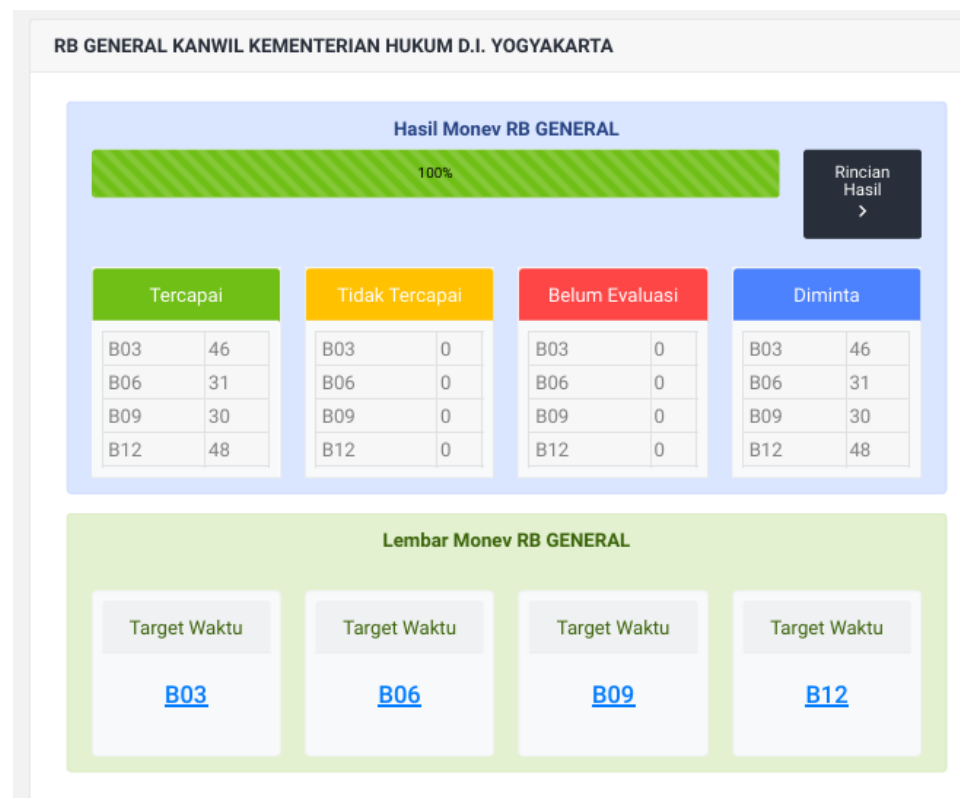 RB GENERAL KANWIL KEMENTERIAN HUKUM D.I. YOGYAKARTA
Hasil Monev RB GENERAL
100%
Rincian
Hasil
Tercapai
B03 46
B06 31
B09 30
B12 48
Tidak Tercapai
B03 0
B06 0
B09 0
B12 0
Belum Evaluasi
B03 0
B06 0
B09 0
B12 0
Diminta
B03 46
B06 31
B09 30
B12 48
Lembar Monev RB GENERAL
Target Waktu
B03
Target Waktu
B06
Target Waktu
B09
Target Waktu
B12